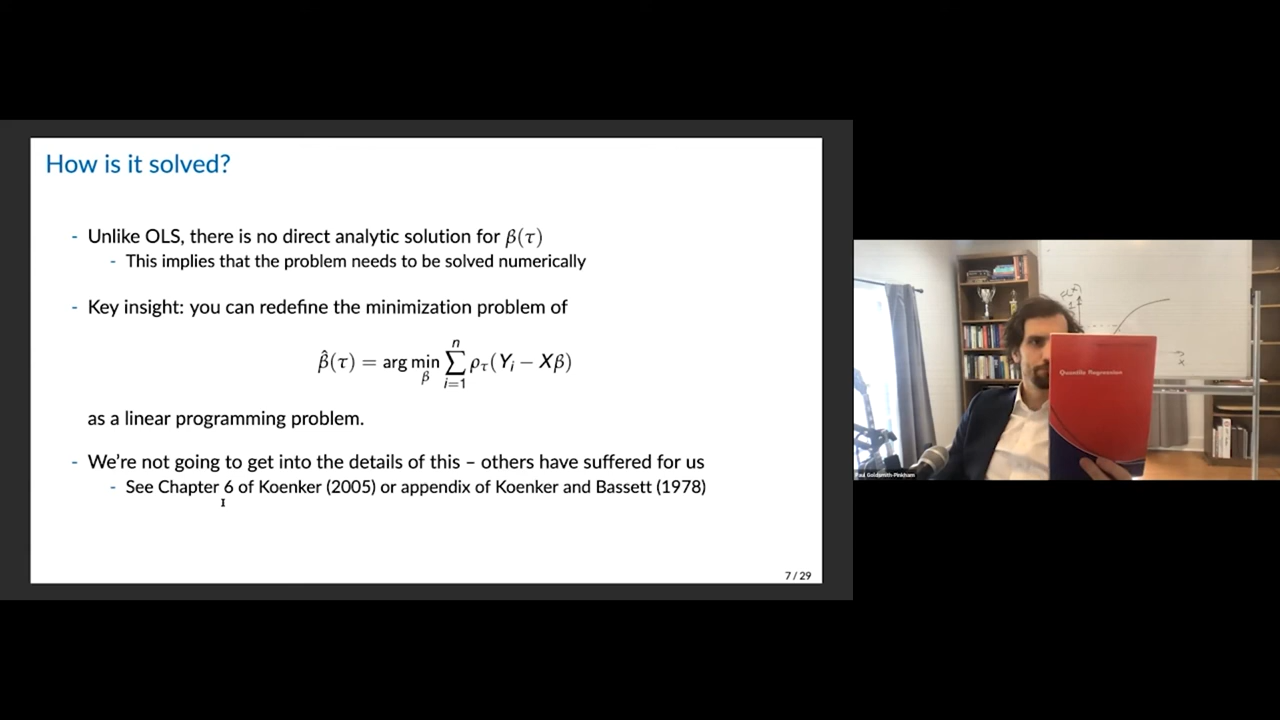 How is it solved?
- Unlike OLS, there is no direct analytic solution for β(τ)
- This implies that the problem needs to be solved numerically
- Key insight: you can redefine the minimization problem of
β̂(τ) = arg min_β ∑_{i=1}^{n} ρ_τ(Y_i − Xβ)
as a linear programming problem.
- We're not going to get into the details of this – others have suffered for us
- See Chapter 6 of Koenker (2005) or appendix of Koenker and Bassett (1978)
7 / 29
Quantile Regression
Paul Goldsmith-Pinkham